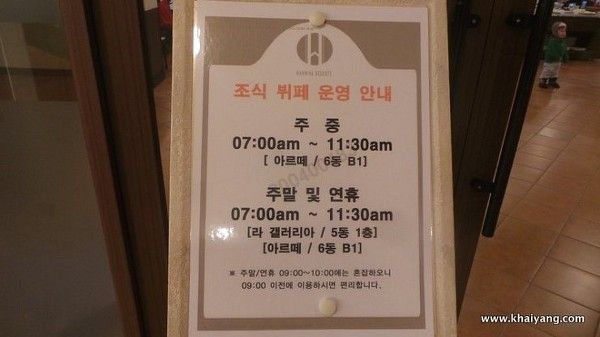 HANWHA RESORTS
조식 뷔페 운영 안내
주 중
07:00am ~ 11:30am
[ 아르떼 / 6동 B1]
주말 및 연휴
07:00am ~ 11:30am
[라 갤러리아 / 5동 1층]
[아르떼 / 6동 B1]
※ 주말/연휴 09:00~10:00에는 혼잡하오니
09:00 이전에 이용하시면 편리합니다.
www.khaiyang.com